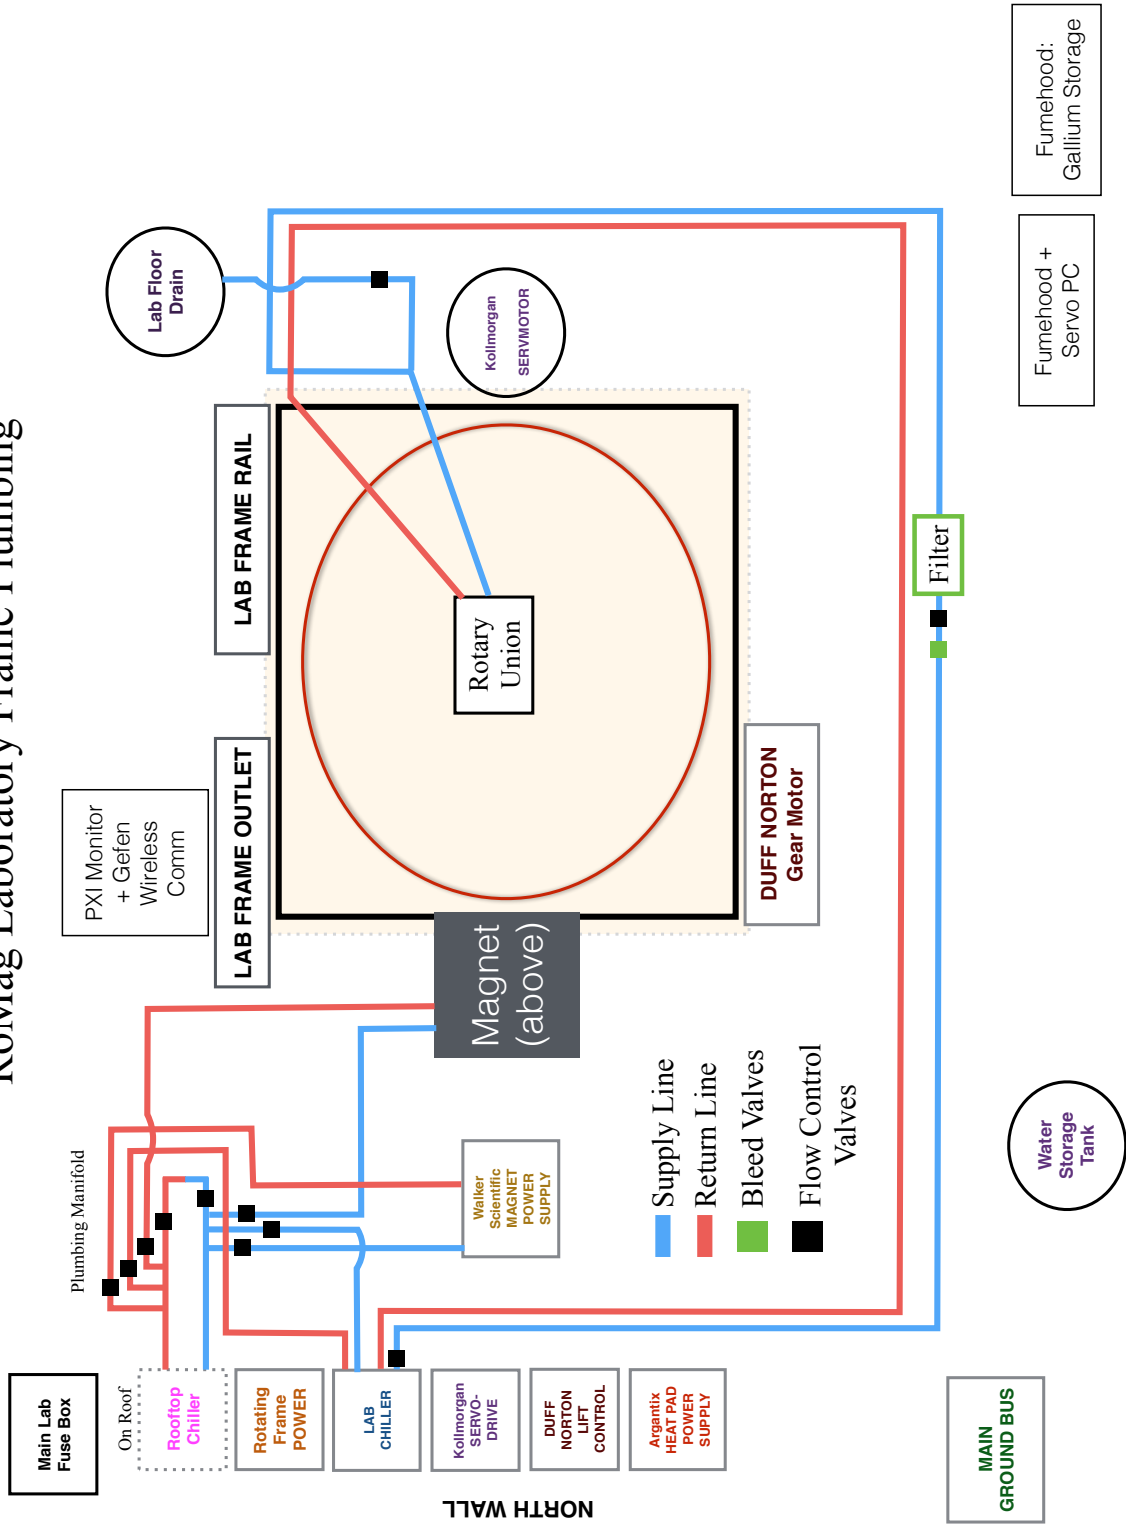 RoMag Laboratory Frame Plumbing
Main Lab
Fuse Box
On Roof
Rooftop
Chiller
Rotating
Frame
POWER
LAB
CHILLER
Kollmorgan
SERVO-
DRIVE
DUFF
NORTON
LIFT
CONTROL
Argantix
HEAT PAD
POWER
SUPPLY
MAIN
GROUND BUS
NORTH WALL
Plumbing Manifold
Walker
Scientific
MAGNET
POWER
SUPPLY
Supply Line
Return Line
Bleed Valves
Flow Control
Valves
Water
Storage
Tank
PXI Monitor
+ Gefen
Wireless
Comm
LAB FRAME OUTLET
LAB FRAME RAIL
Magnet
(above)
Rotary
Union
DUFF NORTON
Gear Motor
Filter
Lab Floor
Drain
Kollmorgan
SERVMOTOR
Fumehood +
Servo PC
Fumehood:
Gallium Storage